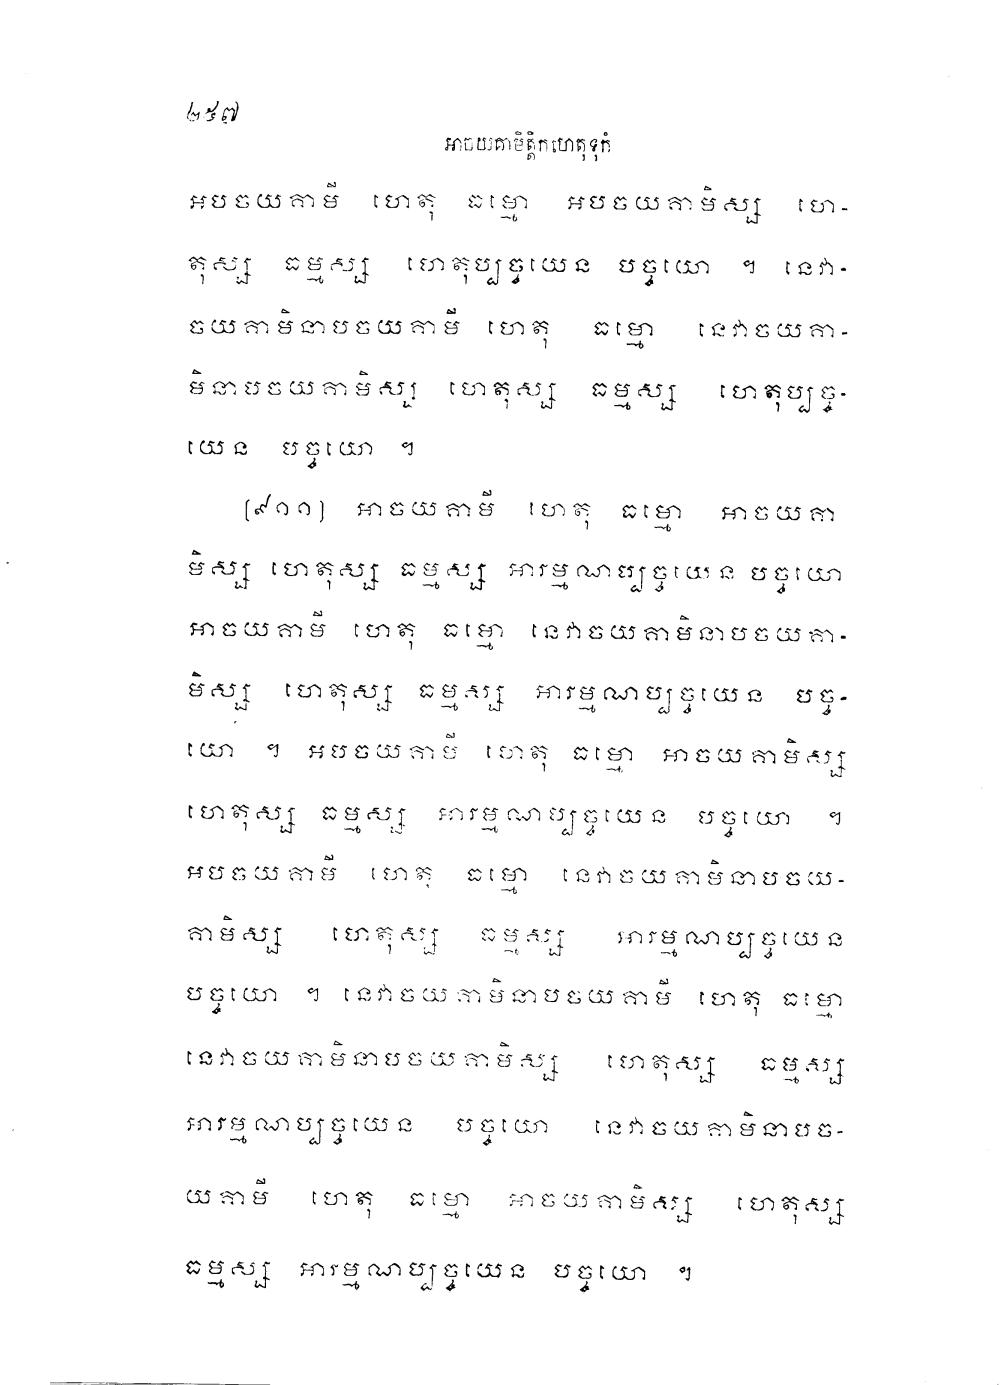 ២៥៧
អាចយគាមិត្តិកហេតុទុកំ
អបចយគាមី ហេតុ ធម្មោ អបចយគាមិស្ស ហេ-
តុស្ស ធម្មស្ស ហេតុប្បច្ចយេន បច្ចយោ ។ នេវា-
ចយគាមិនាបចយគាមី ហេតុ ធម្មោ នេវាចយគា-
មិនាបចយគាមិស្ស ហេតុស្ស ធម្មស្ស ហេតុប្បច្ច-
យេន បច្ចយោ ។
(៩១១) អាចយគាមី ហេតុ ធម្មោ អាចយគា
មិស្ស ហេតុស្ស ធម្មស្ស អារម្មណប្បច្ចយេន បច្ចយោ
អាចយគាមី ហេតុ ធម្មោ នេវាចយគាមិនាបចយគា-
មិស្ស ហេតុស្ស ធម្មស្ស អារម្មណប្បច្ចយេន បច្ច-
យោ ។ អបចយគាមី ហេតុ ធម្មោ អាចយគាមិស្ស
ហេតុស្ស ធម្មស្ស អារម្មណប្បច្ចយេន បច្ចយោ ។
អបចយគាមី ហេតុ ធម្មោ នេវាចយគាមិនាបចយ-
គាមិស្ស ហេតុស្ស ធម្មស្ស អារម្មណប្បច្ចយេន
បច្ចយោ ។ នេវាចយគាមិនាបចយគាមី ហេតុ ធម្មោ
នេវាចយគាមិនាបចយគាមិស្ស ហេតុស្ស ធម្មស្ស
អារម្មណប្បច្ចយេន បច្ចយោ នេវាចយគាមិនាបច-
យគាមី ហេតុ ធម្មោ អាចយគាមិស្ស ហេតុស្ស
ធម្មស្ស អារម្មណប្បច្ចយេន បច្ចយោ ។